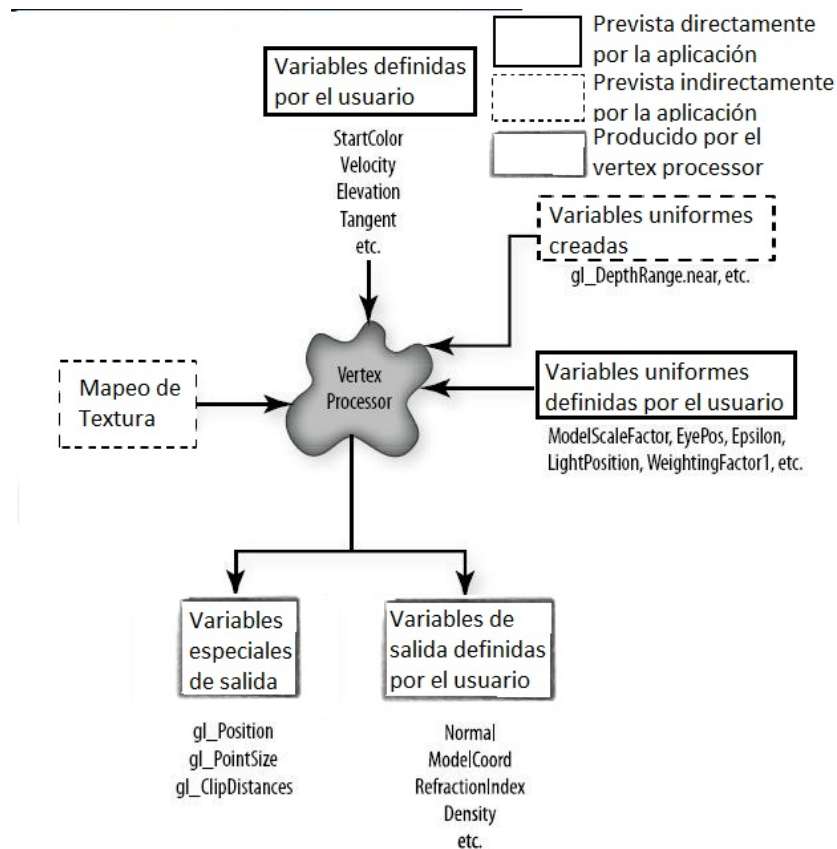 Variables definidas
por el usuario
StartColor
Velocity
Elevation
Tangent
etc.
Prevista directamente
por la aplicación
Prevista indirectamente
por la aplicación
Producido por el
vertex processor
Variables uniformes
creadas
gl_DepthRange.near, etc.
Mapeo de
Textura
Vertex
Processor
Variables uniformes
definidas por el usuario
ModelScaleFactor, EyePos, Epsilon,
LightPosition, WeightingFactor1, etc.
Variables
especiales
de salida
gl_Position
gl_PointSize
gl_ClipDistances
Variables de
salida definidas
por el usuario
Normal
ModelCoord
RefractionIndex
Density
etc.